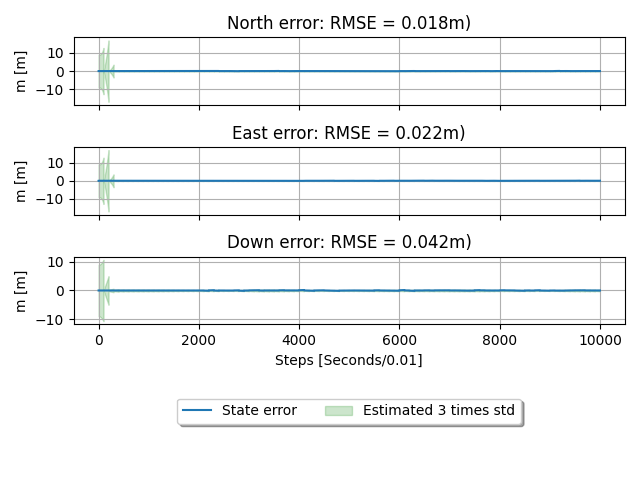 North error: RMSE = 0.018m)
10
0
−10
m [m]
East error: RMSE = 0.022m)
10
0
−10
m [m]
Down error: RMSE = 0.042m)
10
0
−10
m [m]
0 2000 4000 6000 8000 10000
Steps [Seconds/0.01]
State error Estimated 3 times std